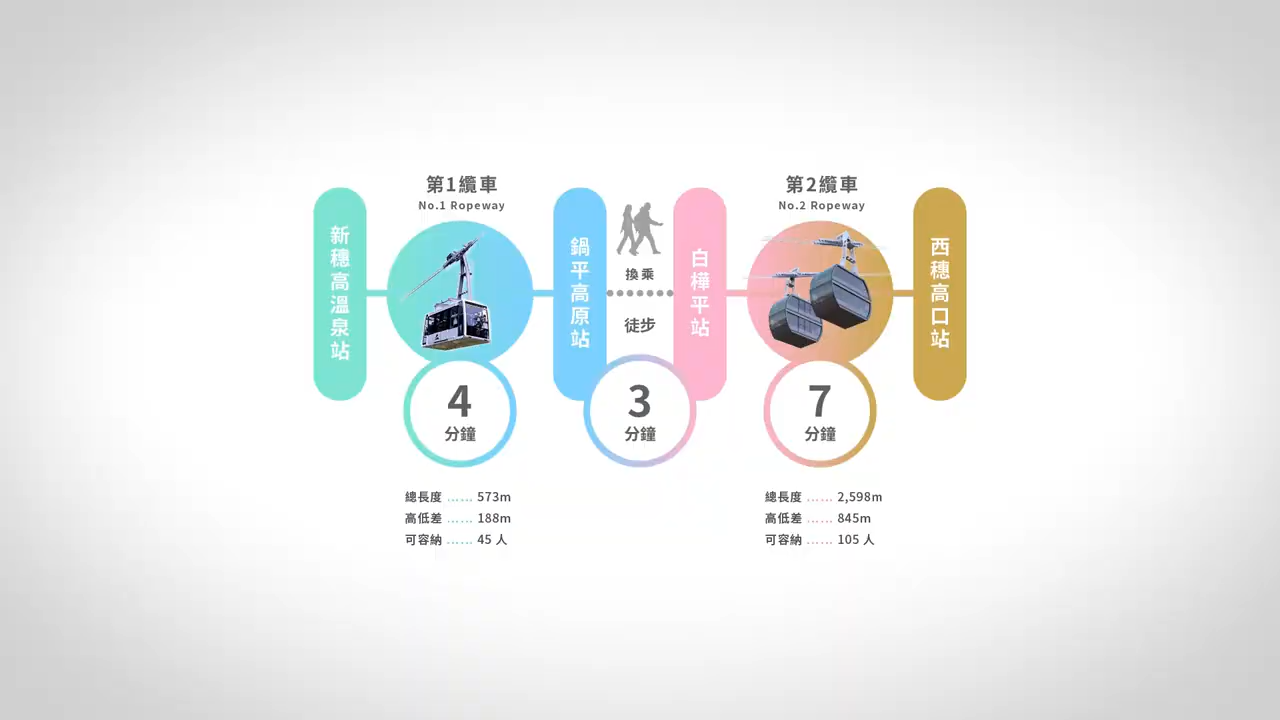 新穗高溫泉站
第1纜車
No.1 Ropeway
4
分鐘
總長度 …… 573m
高低差 …… 188m
可容納 …… 45 人
鍋平高原站
換乘
徒步
3
分鐘
白樺平站
第2纜車
No.2 Ropeway
7
分鐘
總長度 …… 2,598m
高低差 …… 845m
可容納 …… 105 人
西穗高口站